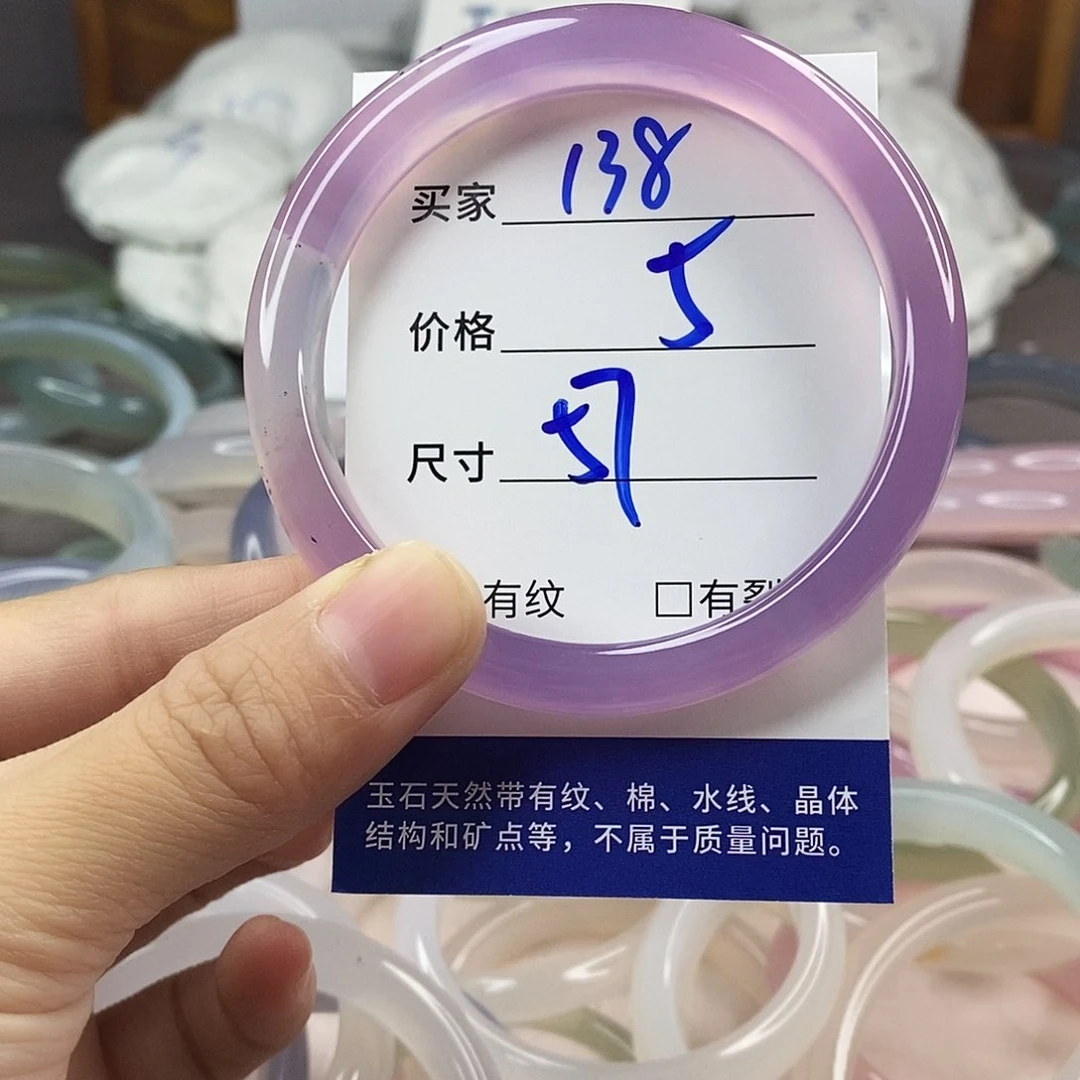 买家 138
价格 5
尺寸 57
有纹 □有裂
玉石天然带有纹、棉、水线、晶体
结构和矿点等，不属于质量问题。